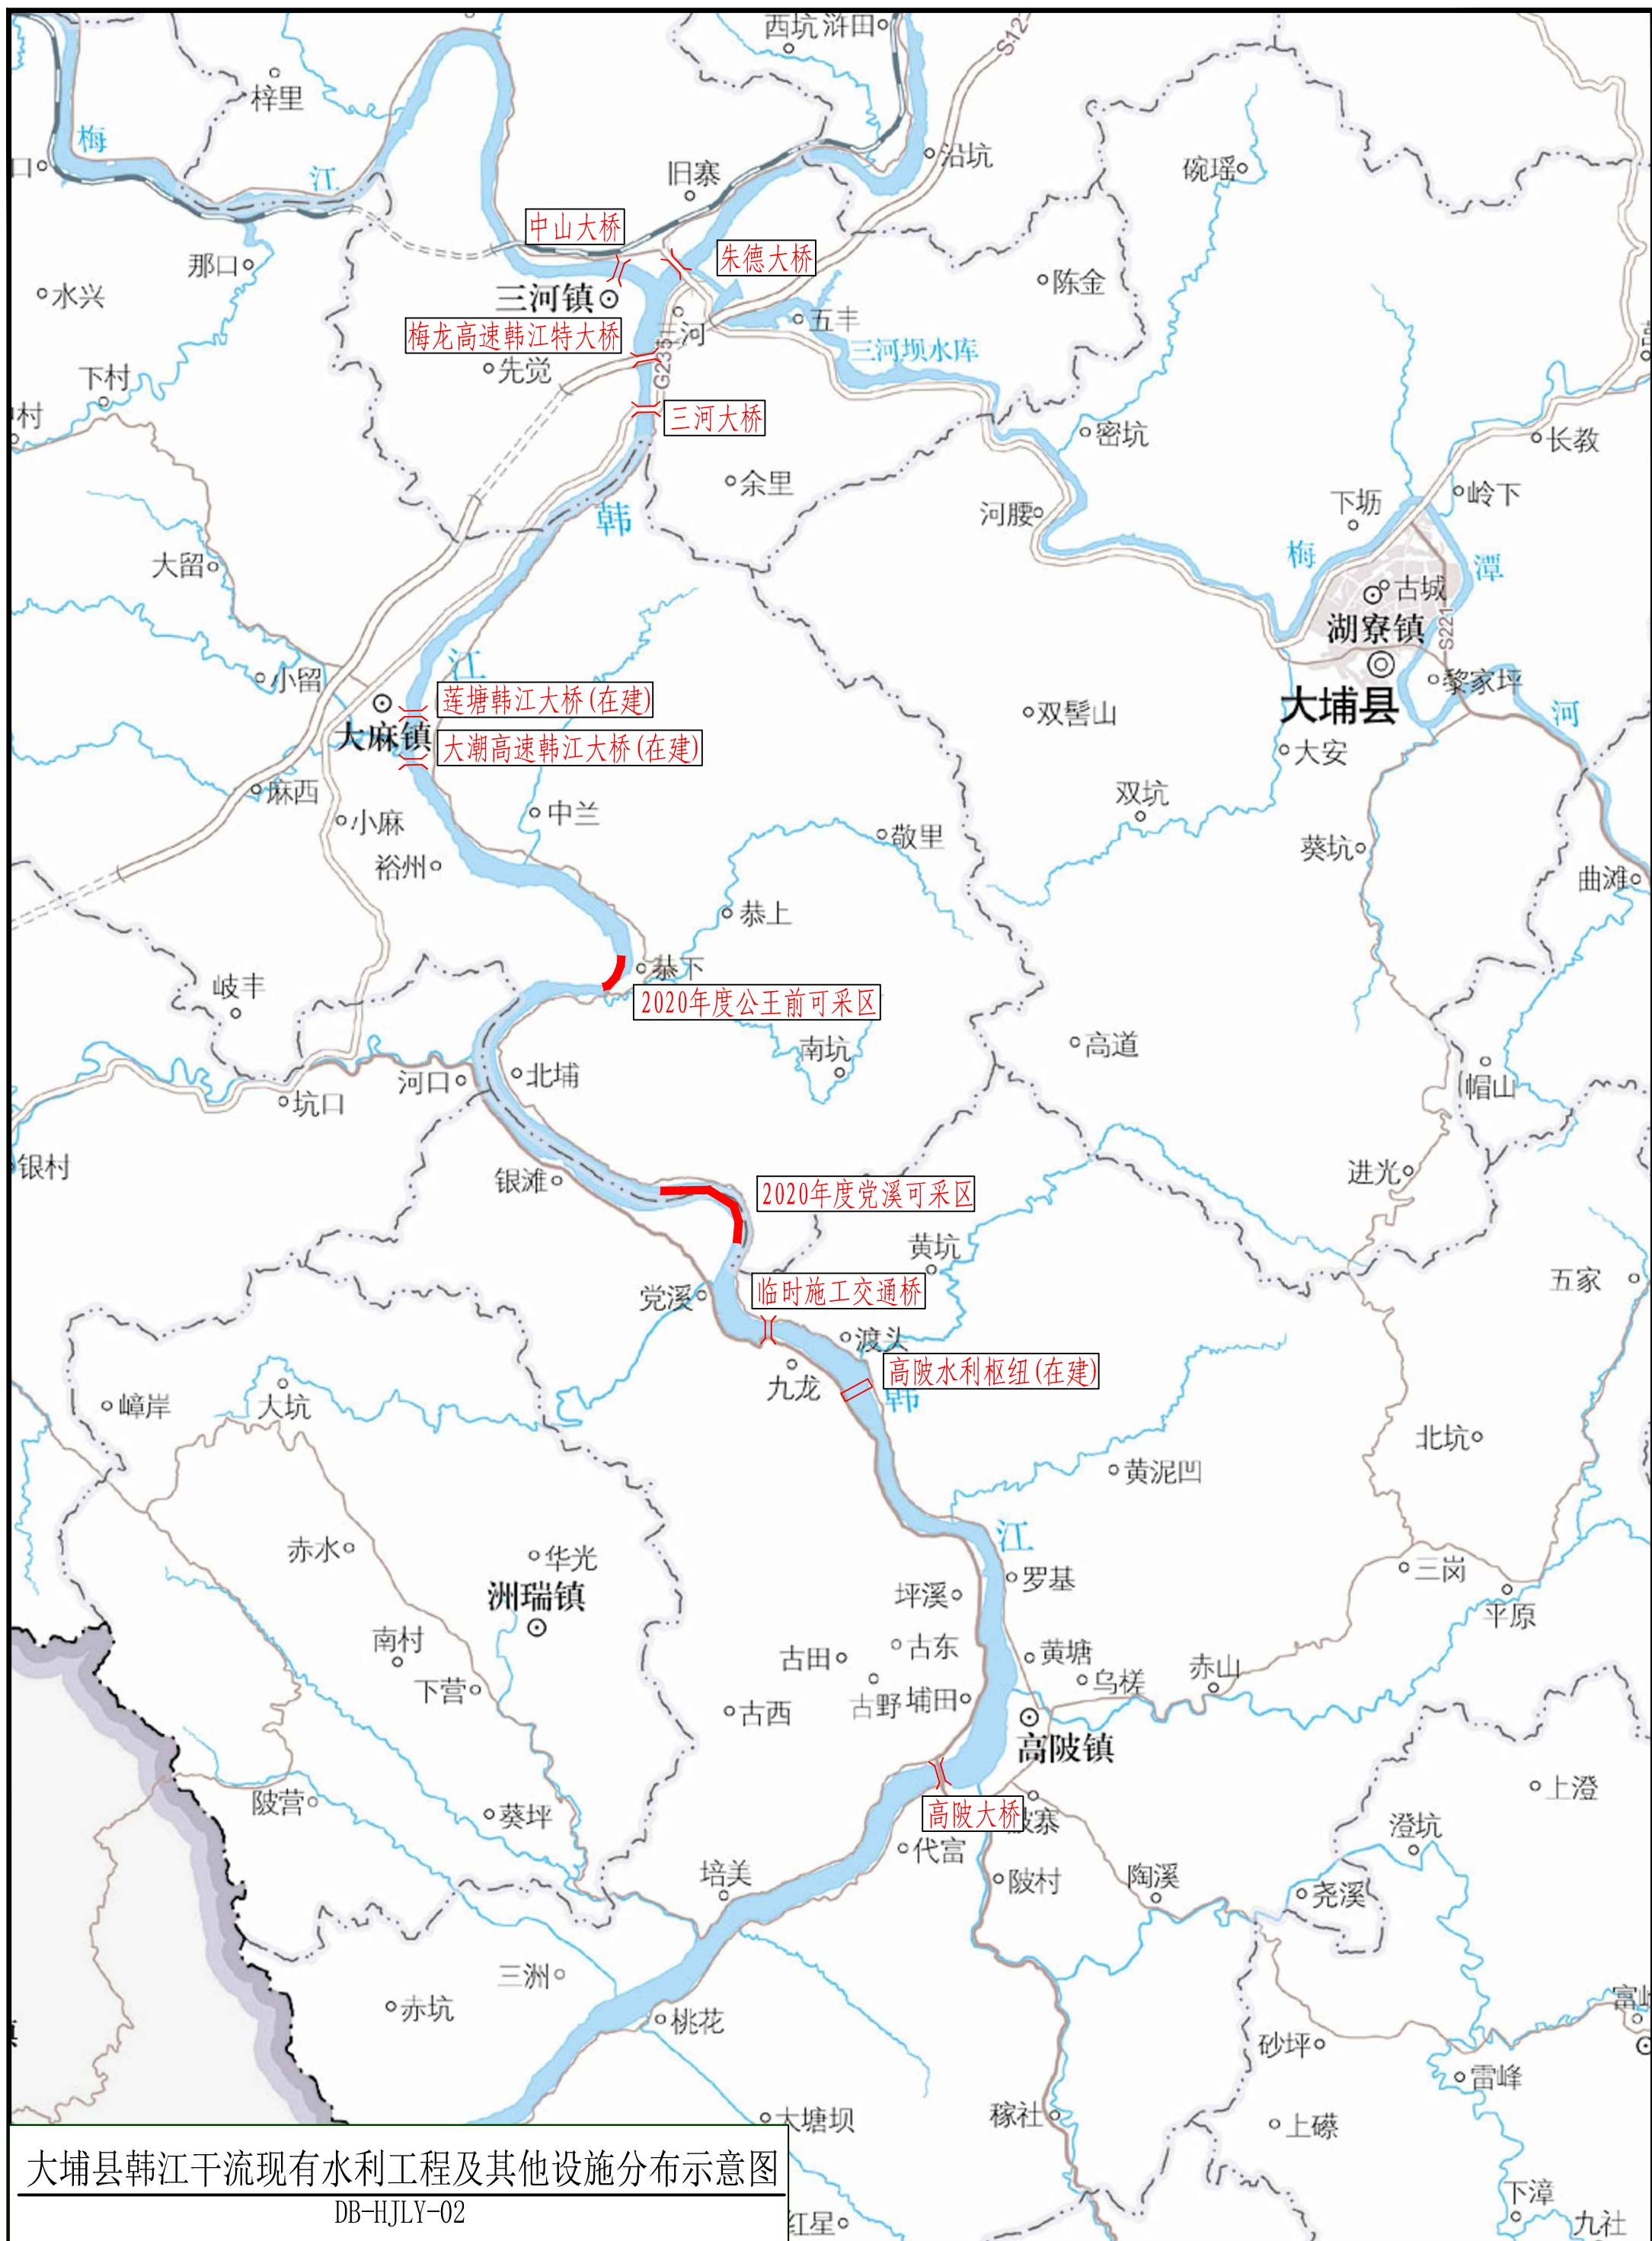 西坑
浒田
S12
梓里
梅
口
江
旧寨
沿坑
碗瑶
中山大桥
朱德大桥
那口
水兴
三河镇
陈金
梅龙高速韩江特大桥
三河
五丰
三河坝水库
先觉
G235
下村
村
三河大桥
密坑
长教
余里
韩
河腰
下坜
岭下
大留
梅
潭
古城
湖寮镇
S221
江
小留
莲塘韩江大桥(在建)
黎家坪
大埔县
双髻山
河
大麻镇
大潮高速韩江大桥(在建)
大安
麻西
小麻
中兰
双坑
敬里
葵坑
裕州
曲滩
恭上
恭下
岐丰
2020年度公王前可采区
南坑
高道
河口
北埔
帽山
坑口
银村
银滩
进光
2020年度党溪可采区
黄坑
党溪
临时施工交通桥
五家
渡头
九龙
高陂水利枢纽(在建)
韩
嶂岸
大坑
北坑
黄泥凹
江
赤水
华光
三岗
洲瑞镇
坪溪
罗基
平原
南村
古田
古东
黄塘
赤山
下营
乌槎
古西
古野
埔田
高陂镇
陂营
葵坪
上澄
高陂大桥
陂寨
澄坑
代富
培美
陂村
陶溪
尧溪
三洲
赤坑
桃花
砂坪
雷峰
大塘坝
稼社
上磜
大埔县韩江干流现有水利工程及其他设施分布示意图
DB-HJLY-02
红星
下漳
九社